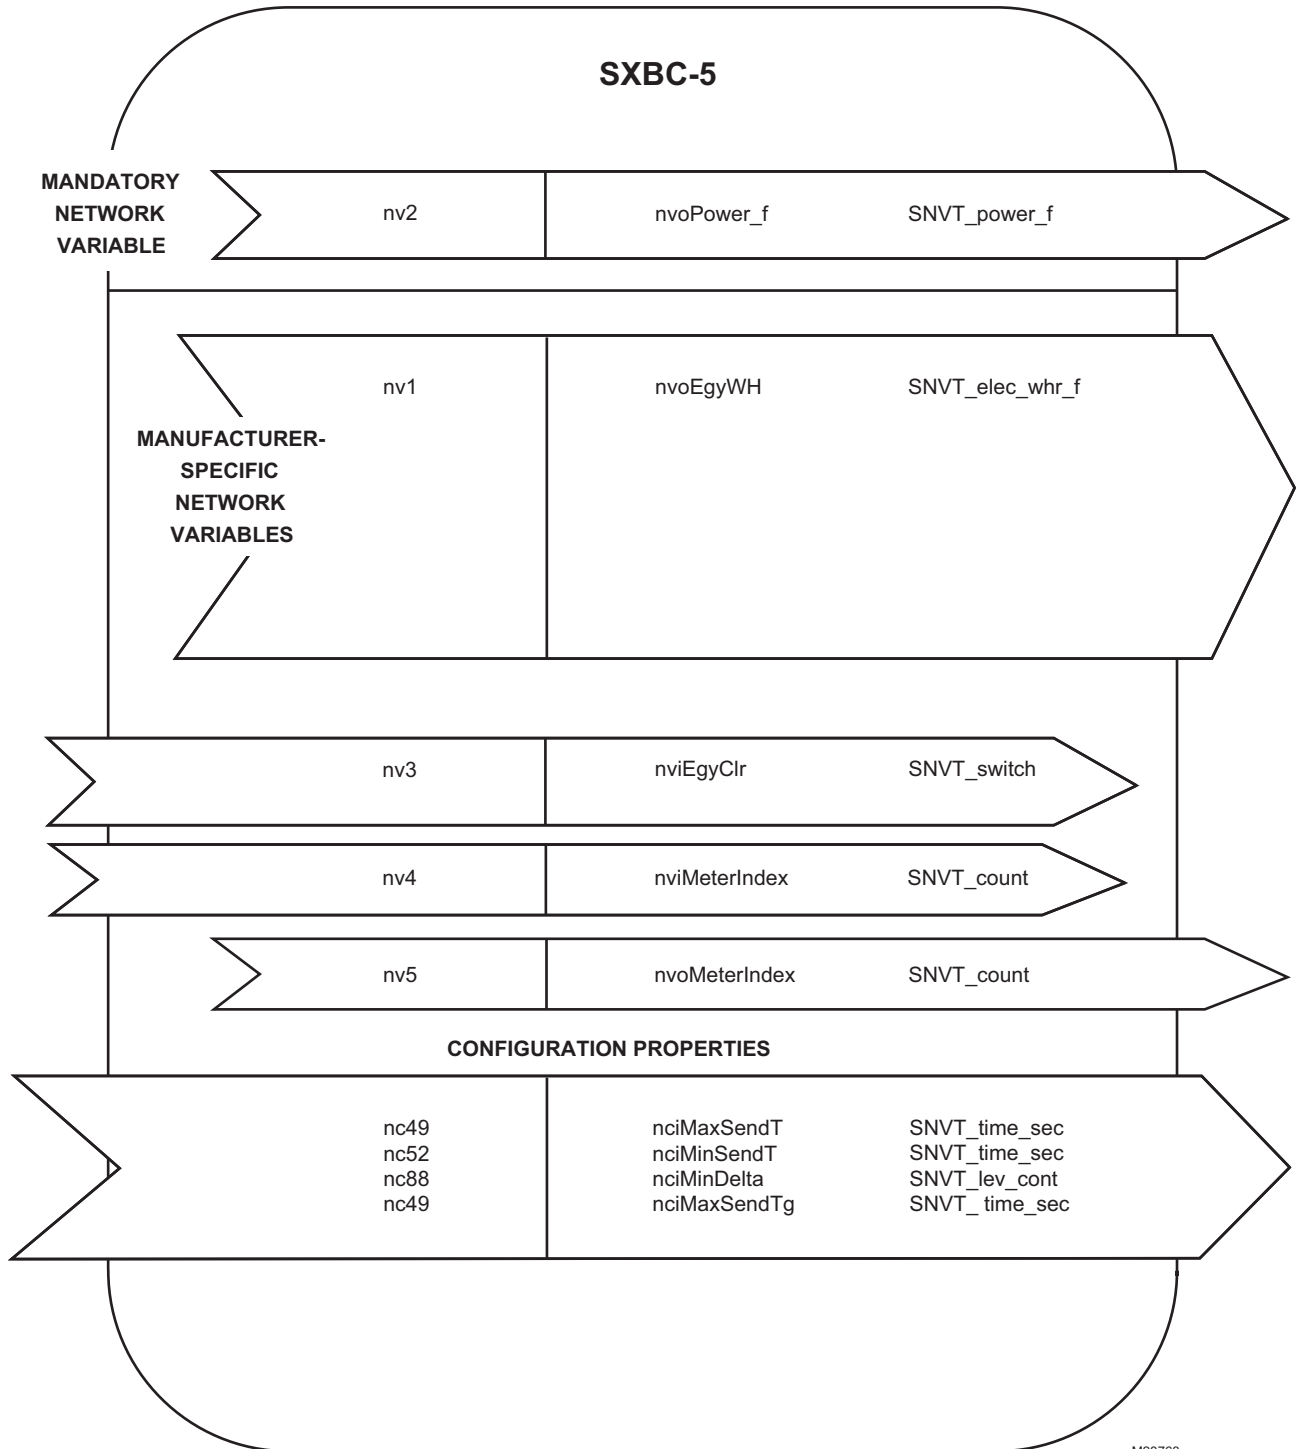 SXBC-5
MANDATORY
NETWORK
VARIABLE
nv2 nvoPower_f SNVT_power_f
nv1 nvoEgyWH SNVT_elec_whr_f
MANUFACTURER-
SPECIFIC
NETWORK
VARIABLES
nv3 nviEgyClr SNVT_switch
nv4 nviMeterIndex SNVT_count
nv5 nvoMeterIndex SNVT_count
CONFIGURATION PROPERTIES
nc49 nciMaxSendT SNVT_time_sec
nc52 nciMinSendT SNVT_time_sec
nc88 nciMinDelta SNVT_lev_cont
nc49 nciMaxSendTg SNVT_ time_sec